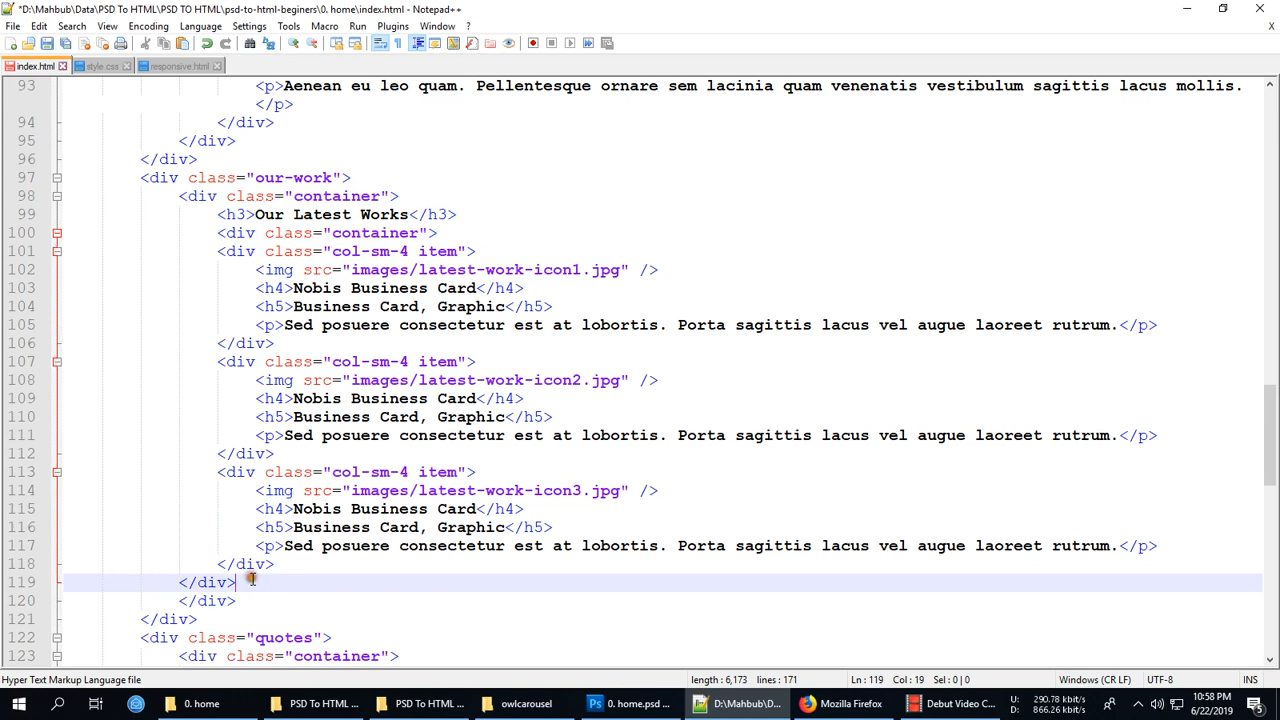 *D:\Mahbub\Data\PSD To HTML\PSD TO HTML\psd-to-html-beginers\0. home\index.html - Notepad++
File Edit Search View Encoding Language Settings Tools Macro Run Plugins Window ?
X
index.html style.css responsive.html
93 <p>Aenean eu leo quam. Pellentesque ornare sem lacinia quam venenatis vestibulum sagittis lacus mollis.
</p>
94 </div>
95 </div>
96 </div>
97 <div class="our-work">
98 <div class="container">
99 <h3>Our Latest Works</h3>
100 <div class="container">
101 <div class="col-sm-4 item">
102 <img src="images/latest-work-icon1.jpg" />
103 <h4>Nobis Business Card</h4>
104 <h5>Business Card, Graphic</h5>
105 <p>Sed posuere consectetur est at lobortis. Porta sagittis lacus vel augue laoreet rutrum.</p>
106 </div>
107 <div class="col-sm-4 item">
108 <img src="images/latest-work-icon2.jpg" />
109 <h4>Nobis Business Card</h4>
110 <h5>Business Card, Graphic</h5>
111 <p>Sed posuere consectetur est at lobortis. Porta sagittis lacus vel augue laoreet rutrum.</p>
112 </div>
113 <div class="col-sm-4 item">
114 <img src="images/latest-work-icon3.jpg" />
115 <h4>Nobis Business Card</h4>
116 <h5>Business Card, Graphic</h5>
117 <p>Sed posuere consectetur est at lobortis. Porta sagittis lacus vel augue laoreet rutrum.</p>
118 </div>
119 </div>
120 </div>
121 </div>
122 <div class="quotes">
123 <div class="container">
Hyper Text Markup Language file length : 6,173 lines : 171 Ln : 119 Col : 19 Sel : 0 | 0 Windows (CR LF) UTF-8 INS
0. home PSD To HTML ... PSD To HTML ... owlcarousel 0. home.psd ... D:\Mahbub\D... Mozilla Firefox Debut Video C... U: 290.78 kbit/s People 10:58 PM
D: 866.26 kbit/s 6/22/2019 5